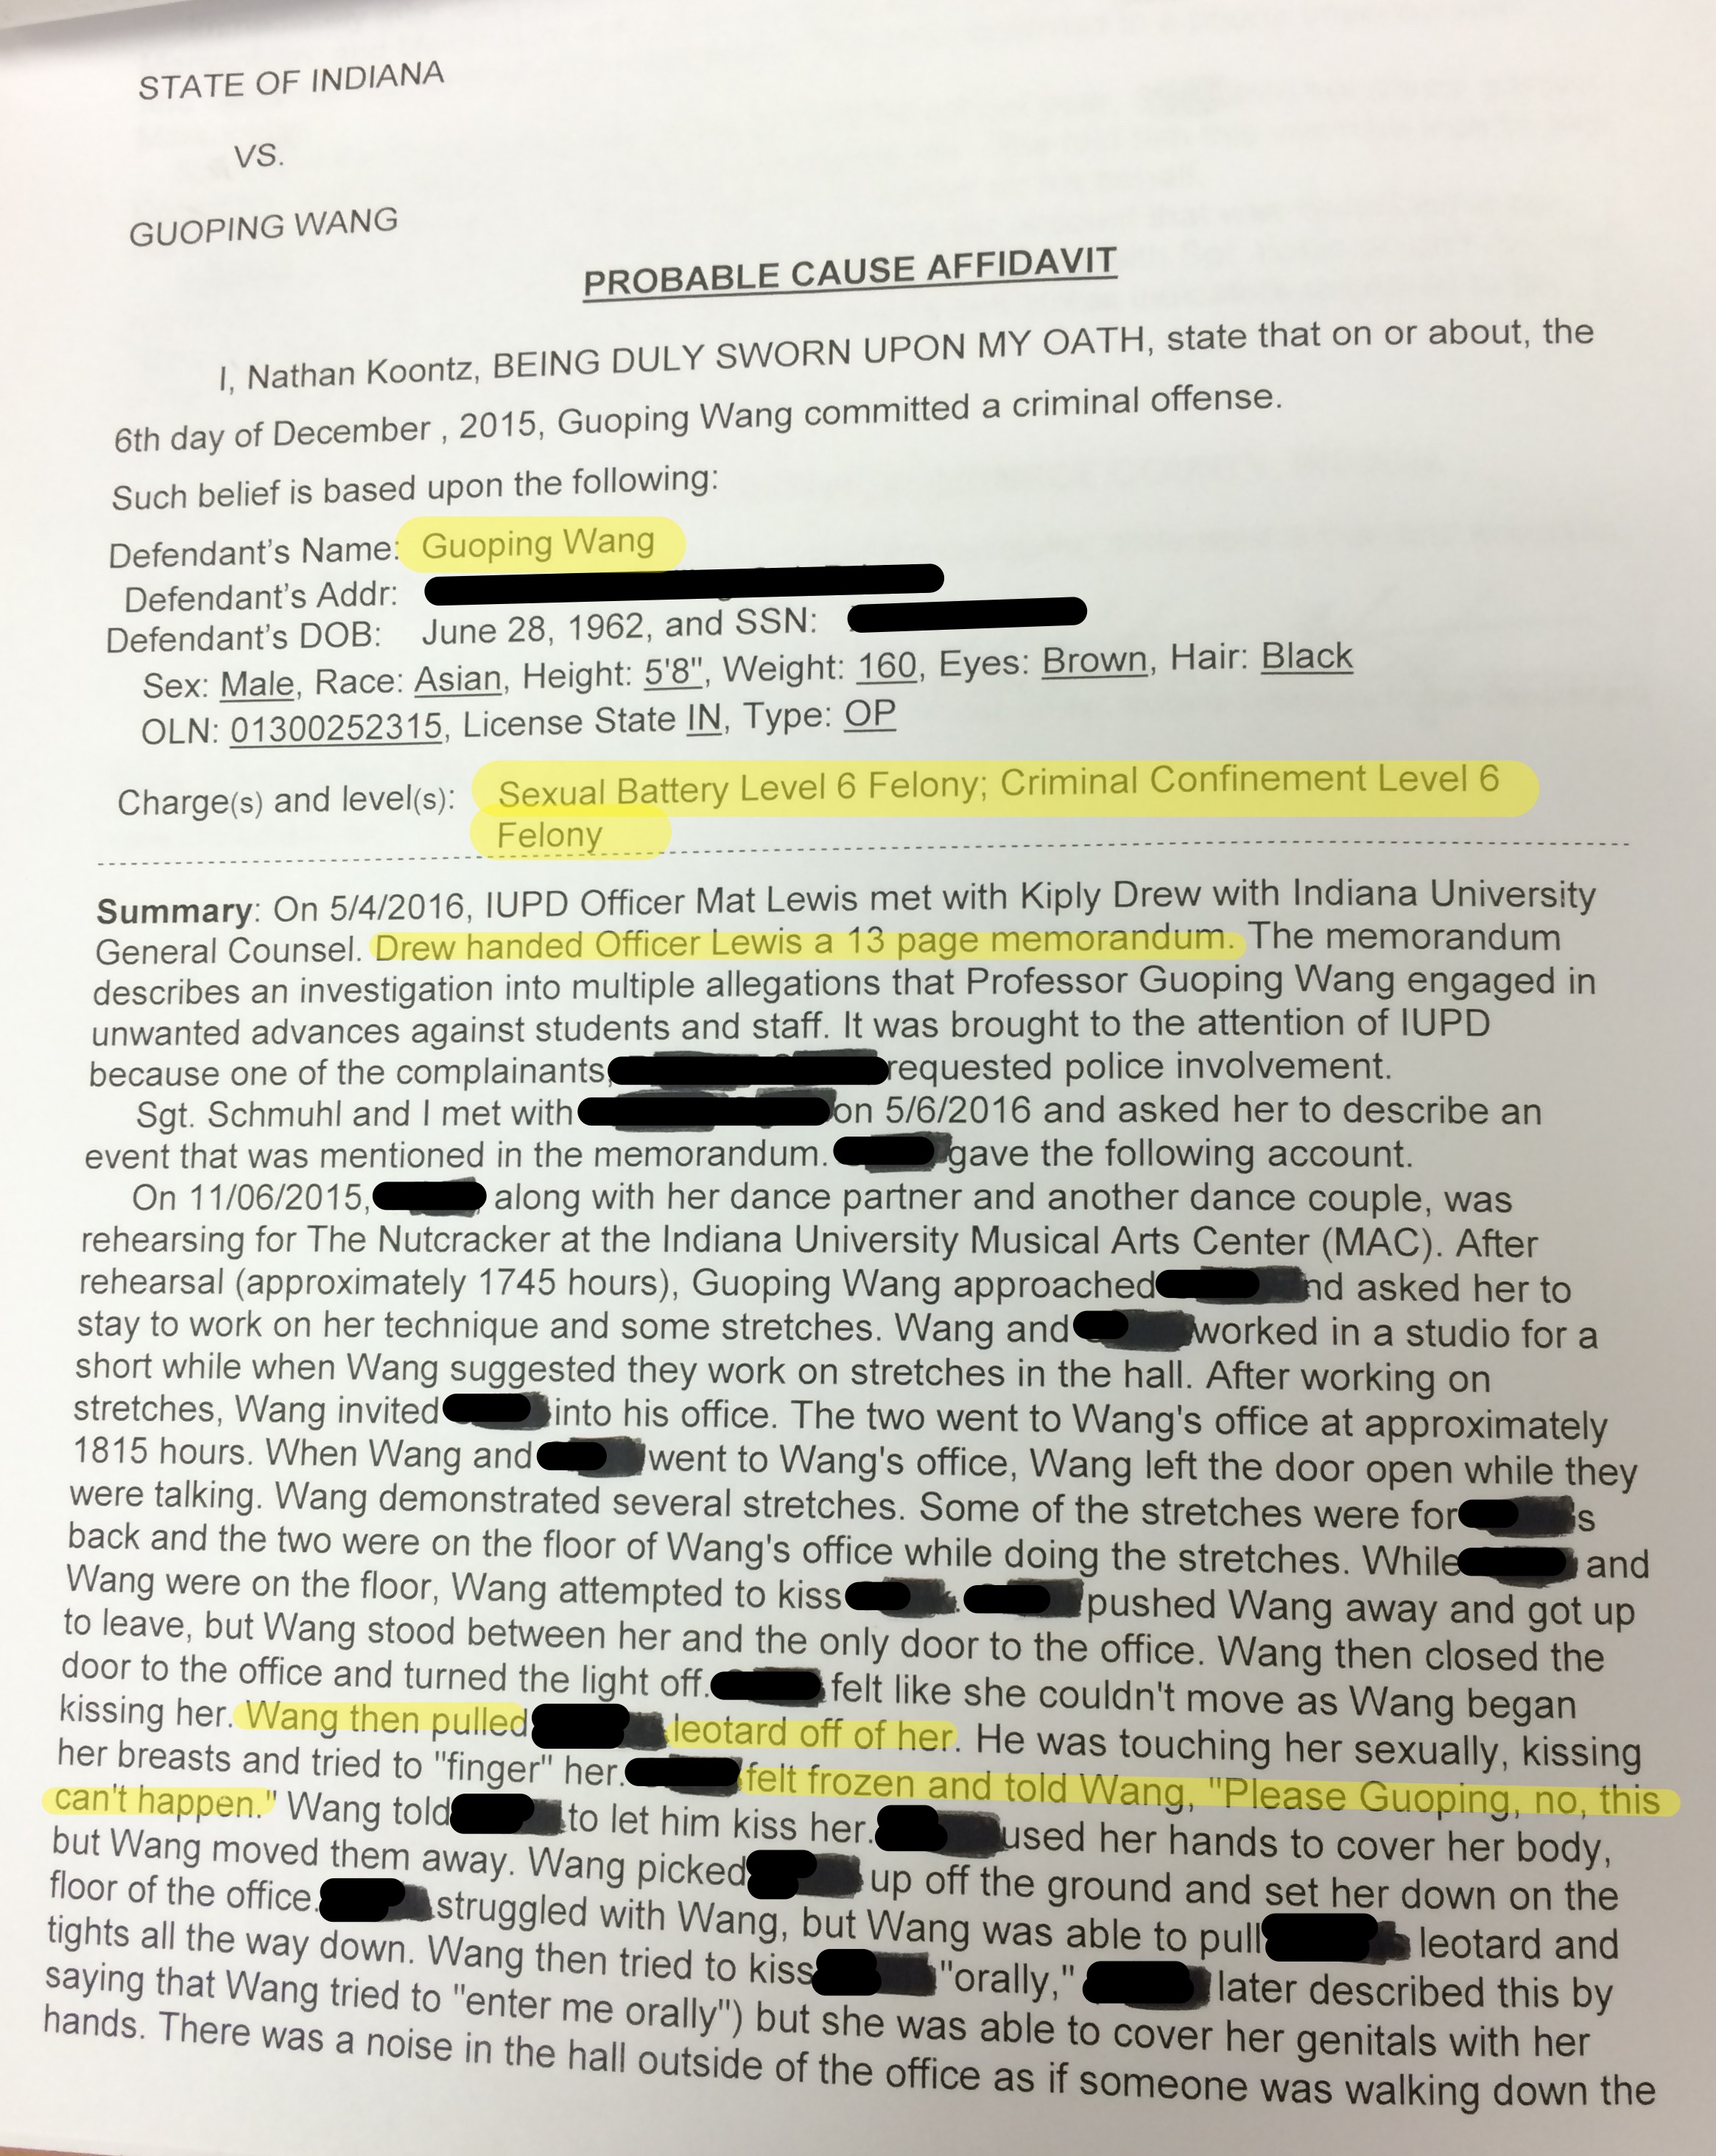 STATE OF INDIANA
VS.
GUOPING WANG
PROBABLE CAUSE AFFIDAVIT
I, Nathan Koontz, BEING DULY SWORN UPON MY OATH, state that on or about, the
6th day of December , 2015, Guoping Wang committed a criminal offense.
Such belief is based upon the following:
Defendant's Name: Guoping Wang
Defendant's Addr:
Defendant's DOB: June 28, 1962, and SSN:
Sex: Male, Race: Asian, Height: 5'8", Weight: 160, Eyes: Brown, Hair: Black
OLN: 01300252315, License State IN, Type: OP
Charge(s) and level(s): Sexual Battery Level 6 Felony; Criminal Confinement Level 6
Felony
Summary: On 5/4/2016, IUPD Officer Mat Lewis met with Kiply Drew with Indiana University
General Counsel. Drew handed Officer Lewis a 13 page memorandum. The memorandum
describes an investigation into multiple allegations that Professor Guoping Wang engaged in
unwanted advances against students and staff. It was brought to the attention of IUPD
because one of the complainants, requested police involvement.
Sgt. Schmuhl and I met with on 5/6/2016 and asked her to describe an
event that was mentioned in the memorandum. gave the following account.
On 11/06/2015, along with her dance partner and another dance couple, was
rehearsing for The Nutcracker at the Indiana University Musical Arts Center (MAC). After
rehearsal (approximately 1745 hours), Guoping Wang approached nd asked her to
stay to work on her technique and some stretches. Wang and worked in a studio for a
short while when Wang suggested they work on stretches in the hall. After working on
stretches, Wang invited into his office. The two went to Wang's office at approximately
1815 hours. When Wang and went to Wang's office, Wang left the door open while they
were talking. Wang demonstrated several stretches. Some of the stretches were for s
back and the two were on the floor of Wang's office while doing the stretches. While and
Wang were on the floor, Wang attempted to kiss . pushed Wang away and got up
to leave, but Wang stood between her and the only door to the office. Wang then closed the
door to the office and turned the light off. felt like she couldn't move as Wang began
kissing her. Wang then pulled leotard off of her. He was touching her sexually, kissing
her breasts and tried to "finger" her. felt frozen and told Wang, "Please Guoping, no, this
can't happen." Wang told to let him kiss her. used her hands to cover her body,
but Wang moved them away. Wang picked up off the ground and set her down on the
floor of the office. struggled with Wang, but Wang was able to pull leotard and
tights all the way down. Wang then tried to kiss "orally," later described this by
saying that Wang tried to "enter me orally") but she was able to cover her genitals with her
hands. There was a noise in the hall outside of the office as if someone was walking down the